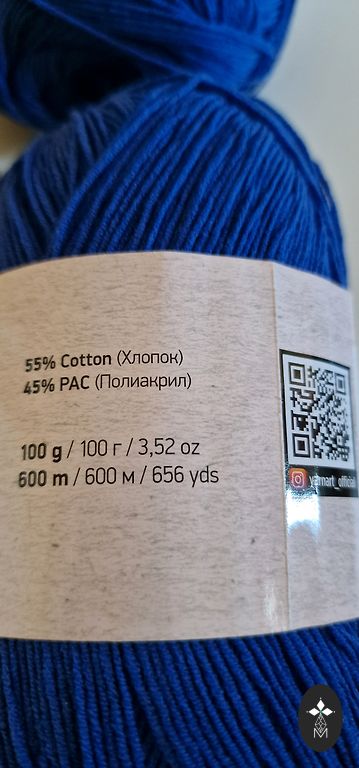 55% Cotton (Хлопок)
45% PAC (Полиакрил)
100 g / 100 г / 3,52 oz
600 m / 600 м / 656 yds
yarnart_official
M